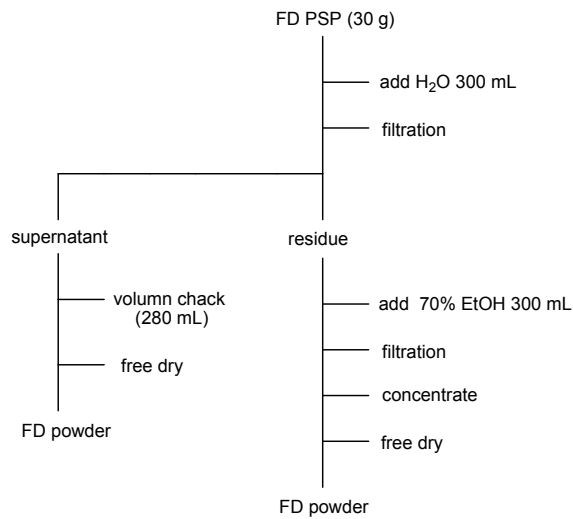 FD PSP (30 g)
add H₂O 300 mL
filtration
supernatant
volumn chack
(280 mL)
free dry
FD powder
residue
add 70% EtOH 300 mL
filtration
concentrate
free dry
FD powder